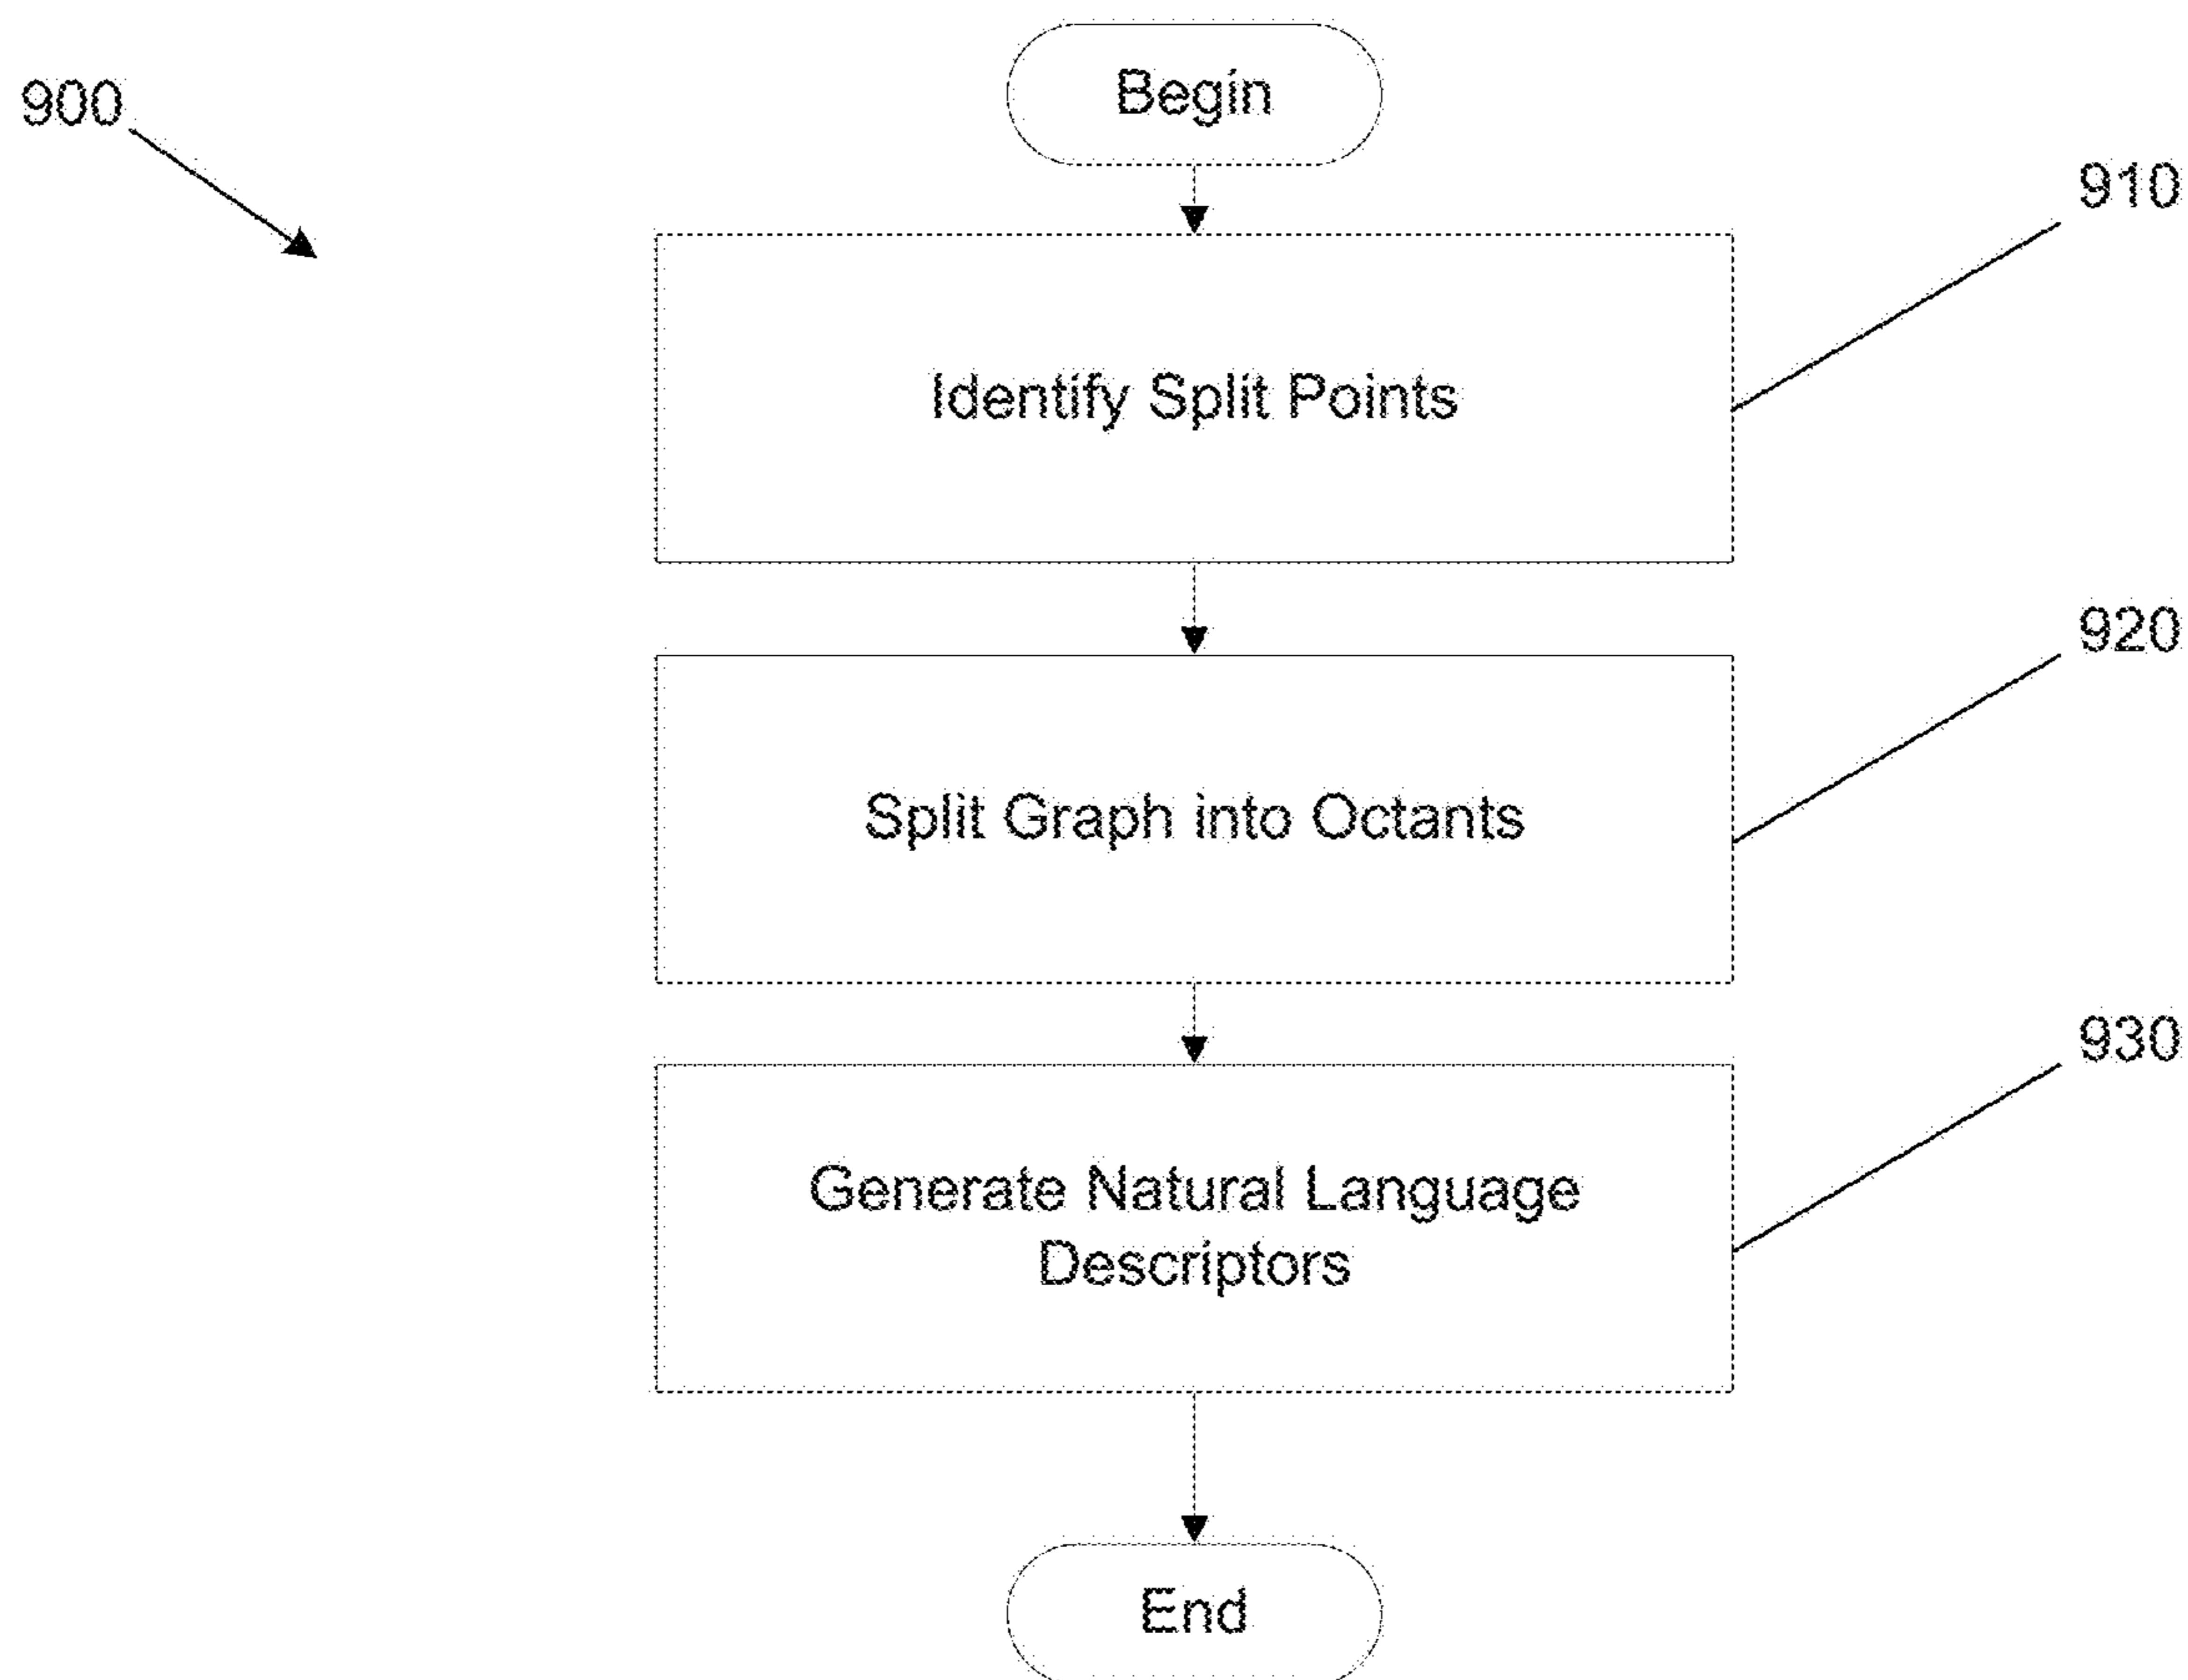 900
Begin
910
Identify Split Points
920
Split Graph into Octants
930
Generate Natural Language
Descriptors
End